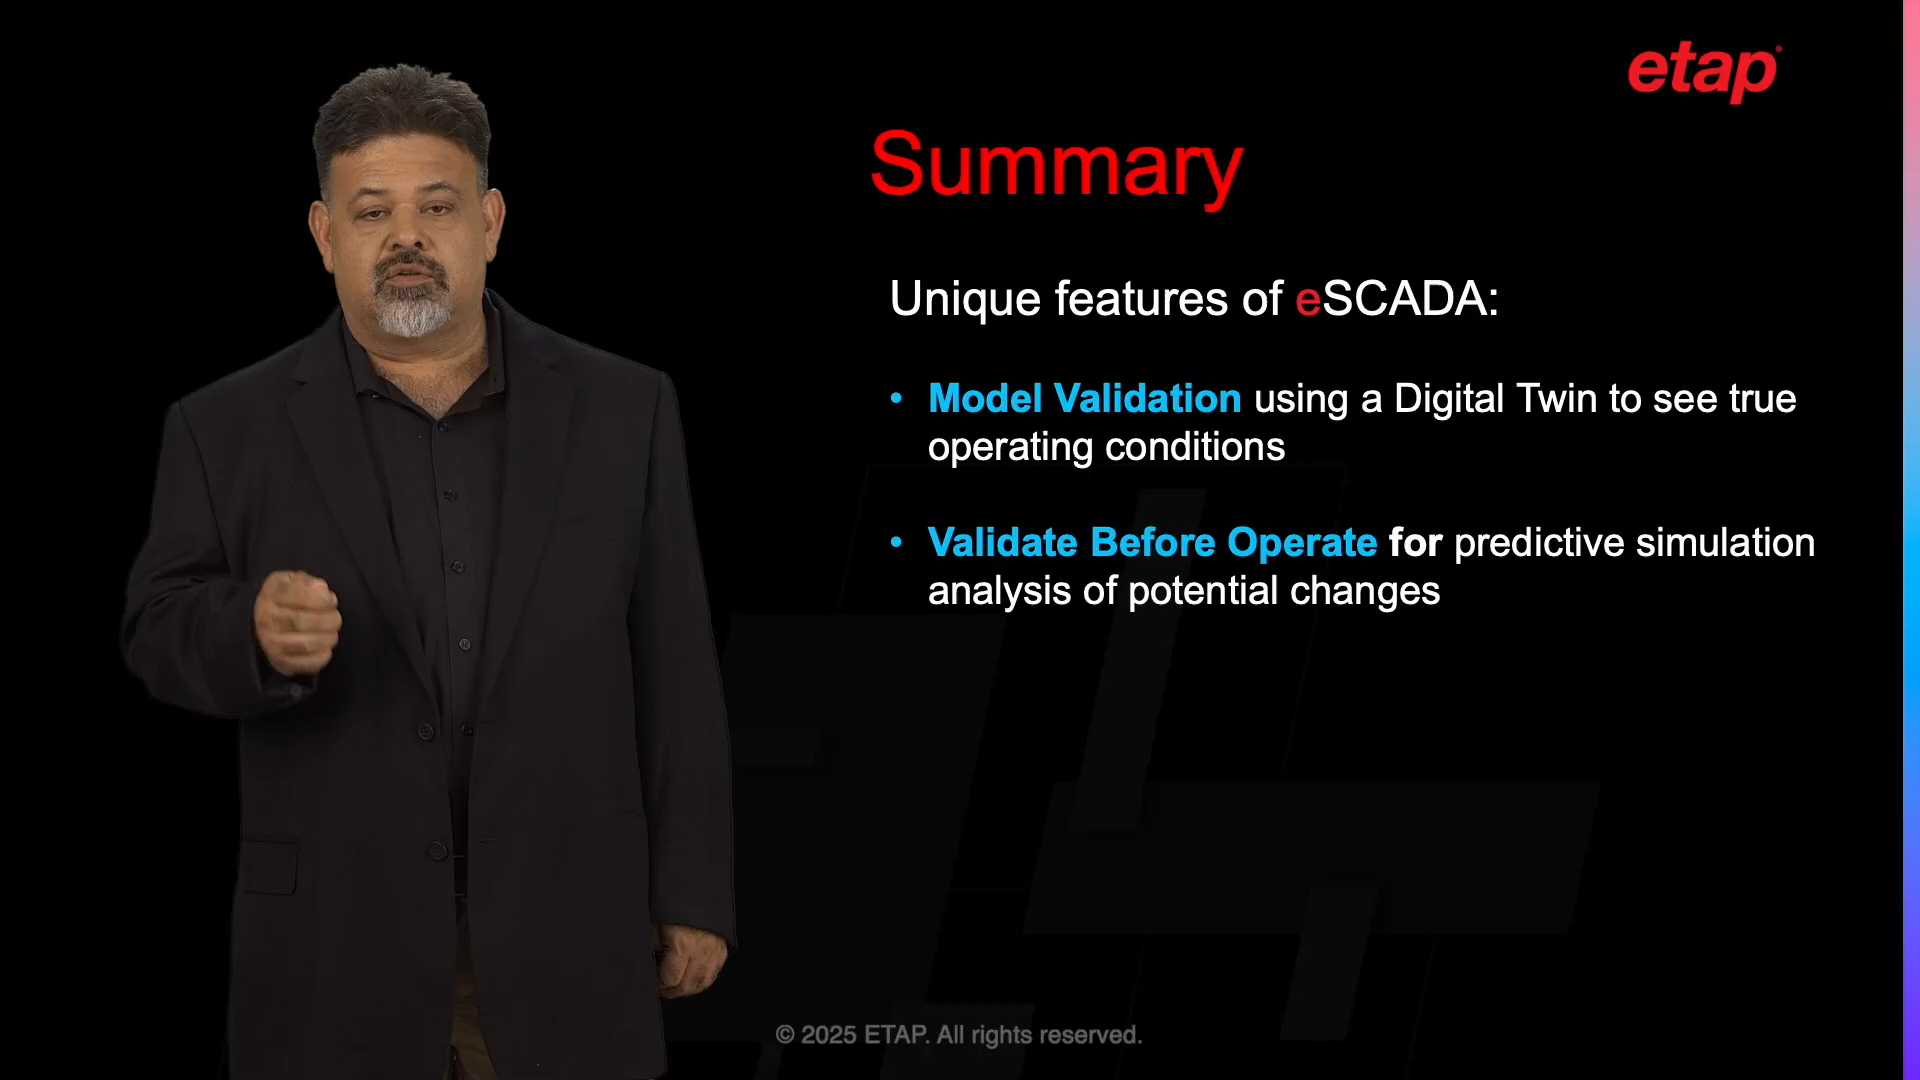 etap
Summary
Unique features of eSCADA:
• Model Validation using a Digital Twin to see true
operating conditions
• Validate Before Operate for predictive simulation
analysis of potential changes
© 2025 ETAP. All rights reserved.